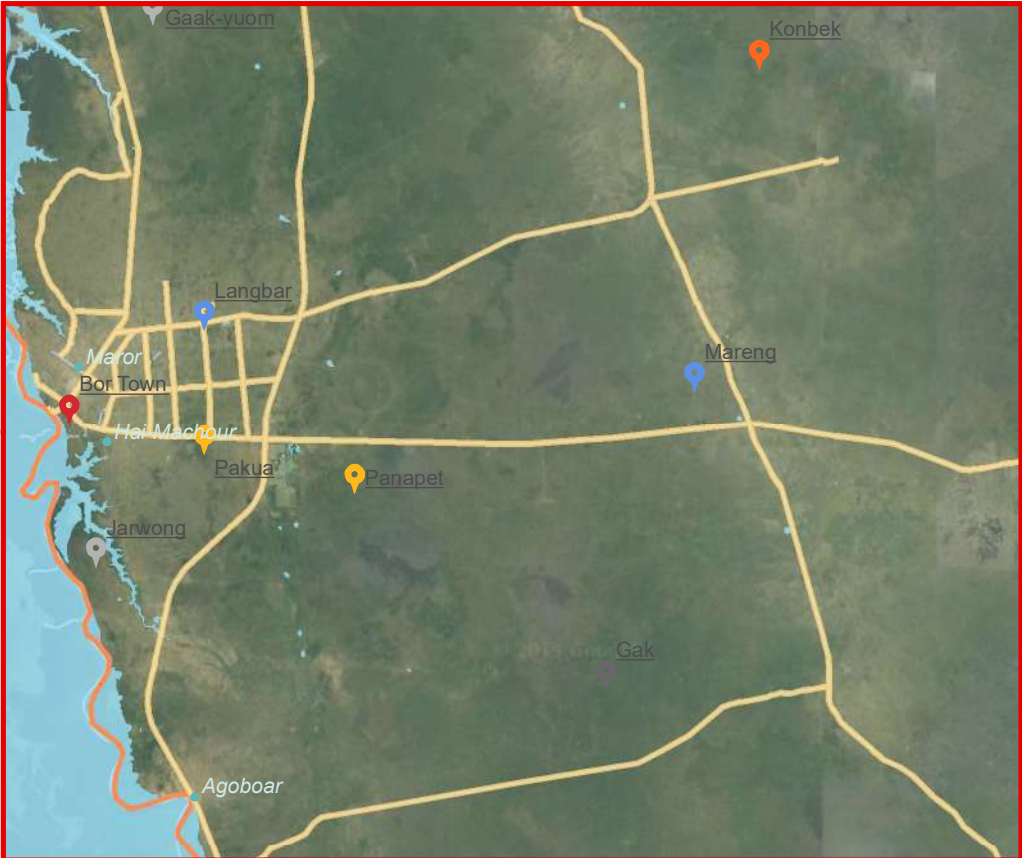 Gaak-yuom
Konbek
Langbar
Mareng
Maror
Bor Town
Hai Machour
Pakua
Panapet
Jarwong
Gak
Agoboar